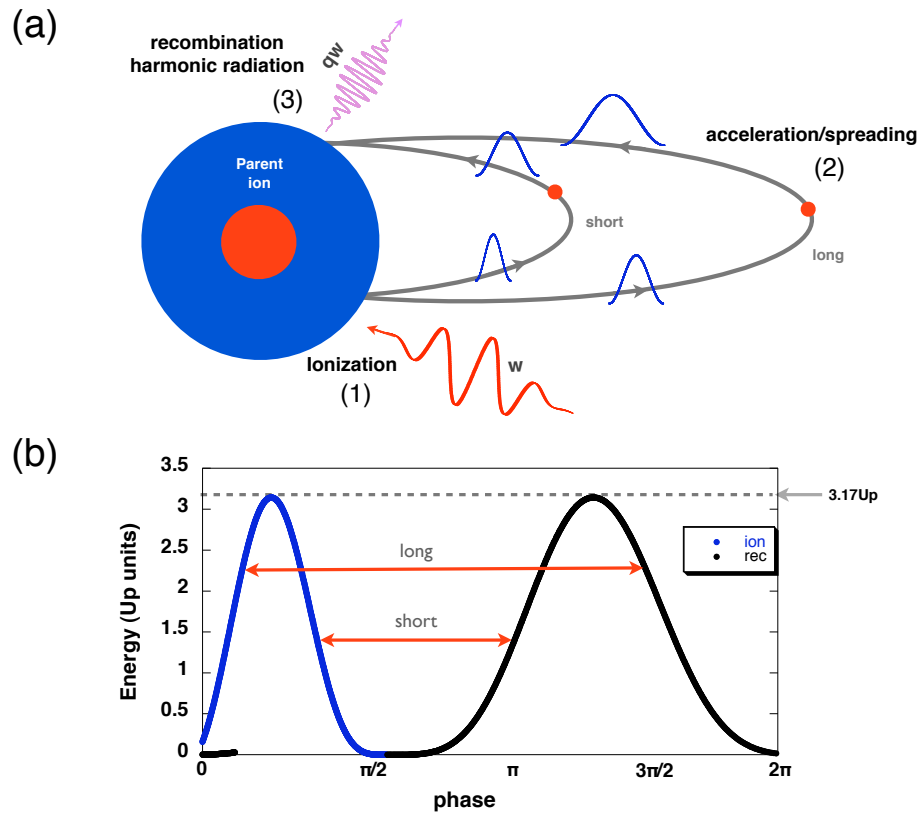 (a)
recombination
harmonic radiation
(3)
qw
Parent
ion
acceleration/spreading
(2)
short
long
Ionization
(1)
w
(b)
Energy (Up units)
3.5
3
2.5
2
1.5
1
0.5
0
3.17Up
long
short
ion
rec
0
π/2
π
3π/2
2π
phase